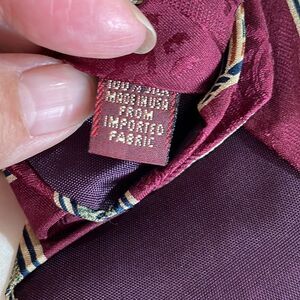 100% SILK
MADE IN USA
FROM
IMPORTED
FABRIC